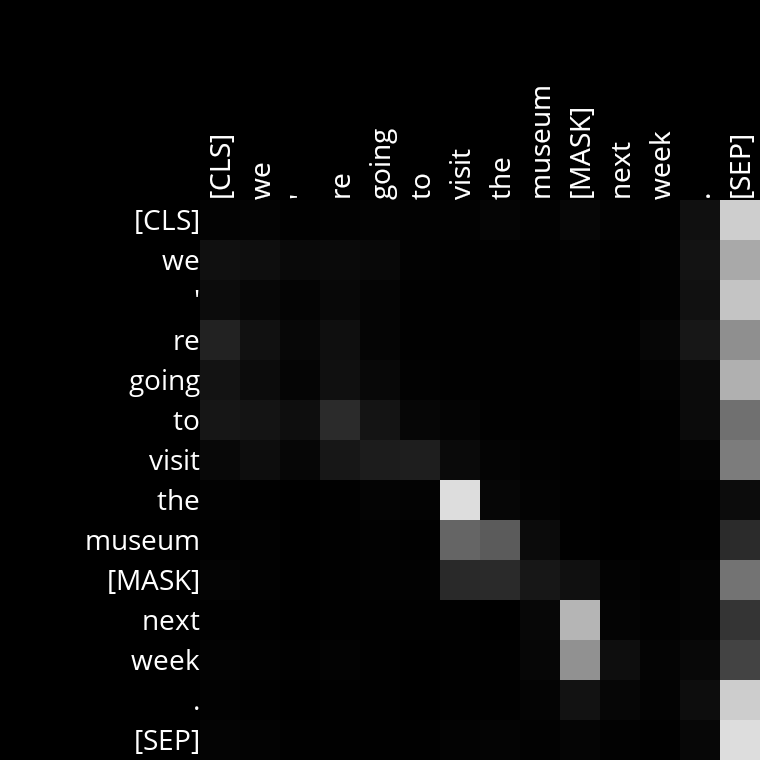 [CLS] we ' re going to visit the museum [MASK] next week . [SEP]
[CLS]
we
'
re
going
to
visit
the
museum
[MASK]
next
week
.
[SEP]